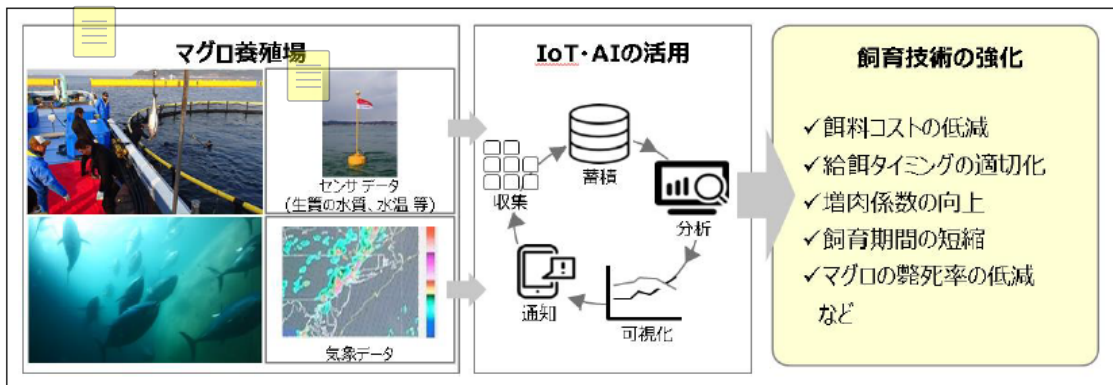 マグロ養殖場
センサデータ
(生質の水質、水温 等)
気象データ
IoT・AIの活用
収集
蓄積
分析
可視化
通知
飼育技術の強化
✓餌料コストの低減
✓給餌タイミングの適切化
✓増肉係数の向上
✓飼育期間の短縮
✓マグロの斃死率の低減
など